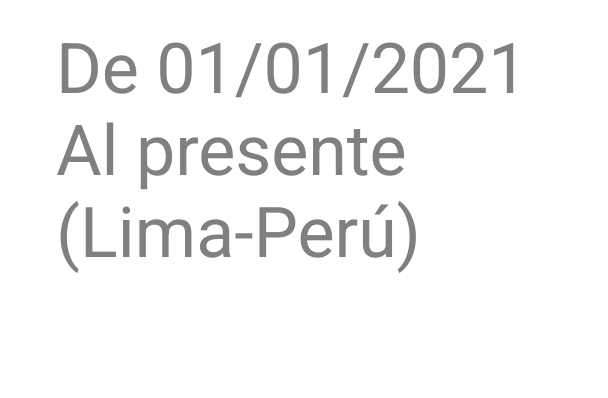 De 01/01/2021
Al presente
(Lima-Perú)